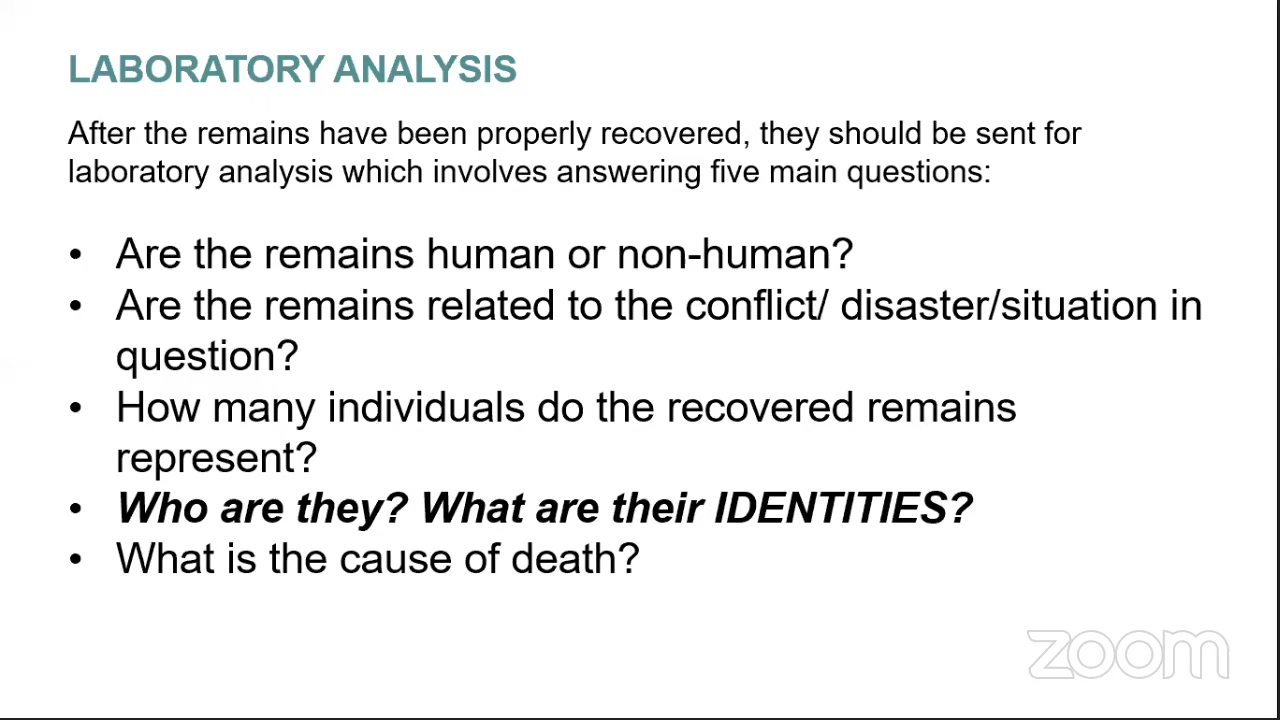 LABORATORY ANALYSIS
After the remains have been properly recovered, they should be sent for
laboratory analysis which involves answering five main questions:
• Are the remains human or non-human?
• Are the remains related to the conflict/ disaster/situation in
question?
• How many individuals do the recovered remains
represent?
• Who are they? What are their IDENTITIES?
• What is the cause of death?
zoom